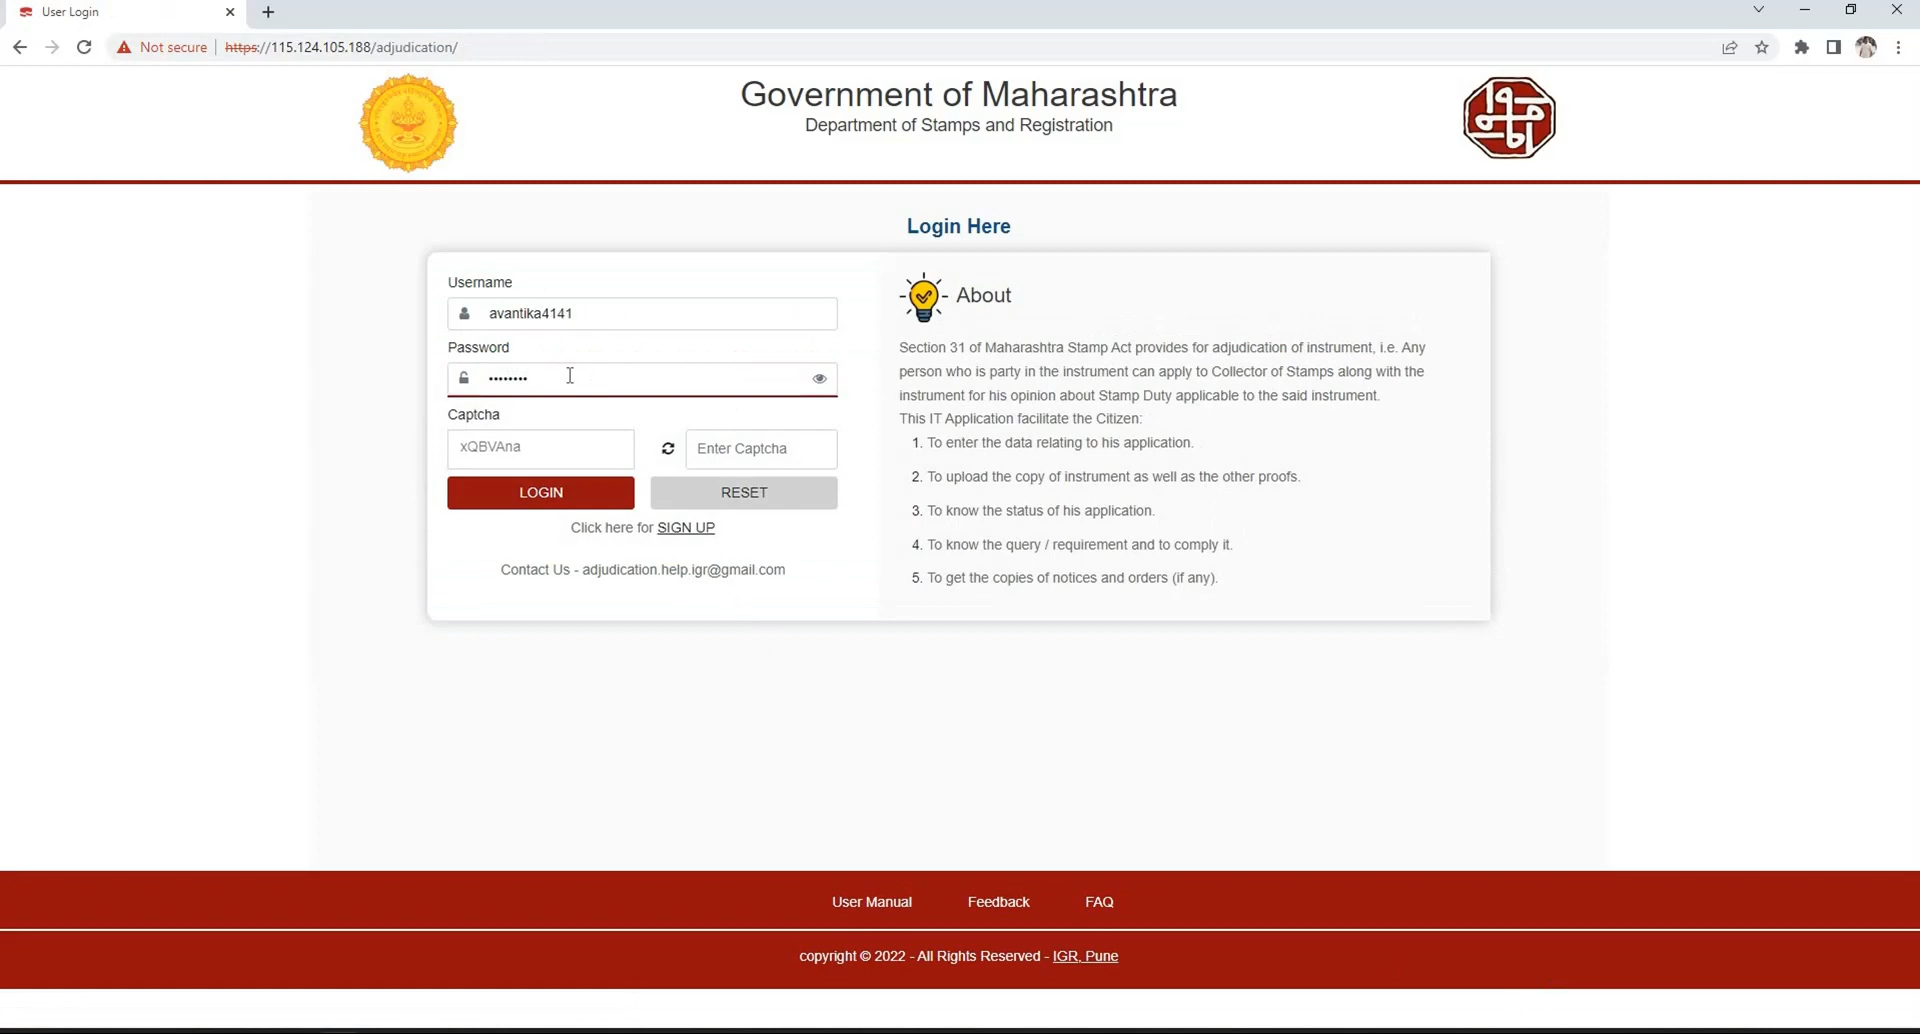 User Login
Not secure
https://115.124.105.188/adjudication/
Government of Maharashtra
Department of Stamps and Registration
Login Here
Username
avantika4141
Password
••••••••
Captcha
xQBVAna
Enter Captcha
LOGIN
RESET
Click here for SIGN UP
Contact Us - adjudication.help.igr@gmail.com
About
Section 31 of Maharashtra Stamp Act provides for adjudication of instrument, i.e. Any
person who is party in the instrument can apply to Collector of Stamps along with the
instrument for his opinion about Stamp Duty applicable to the said instrument.
This IT Application facilitate the Citizen:
1. To enter the data relating to his application.
2. To upload the copy of instrument as well as the other proofs.
3. To know the status of his application.
4. To know the query / requirement and to comply it.
5. To get the copies of notices and orders (if any).
User Manual
Feedback
FAQ
copyright © 2022 - All Rights Reserved - IGR, Pune